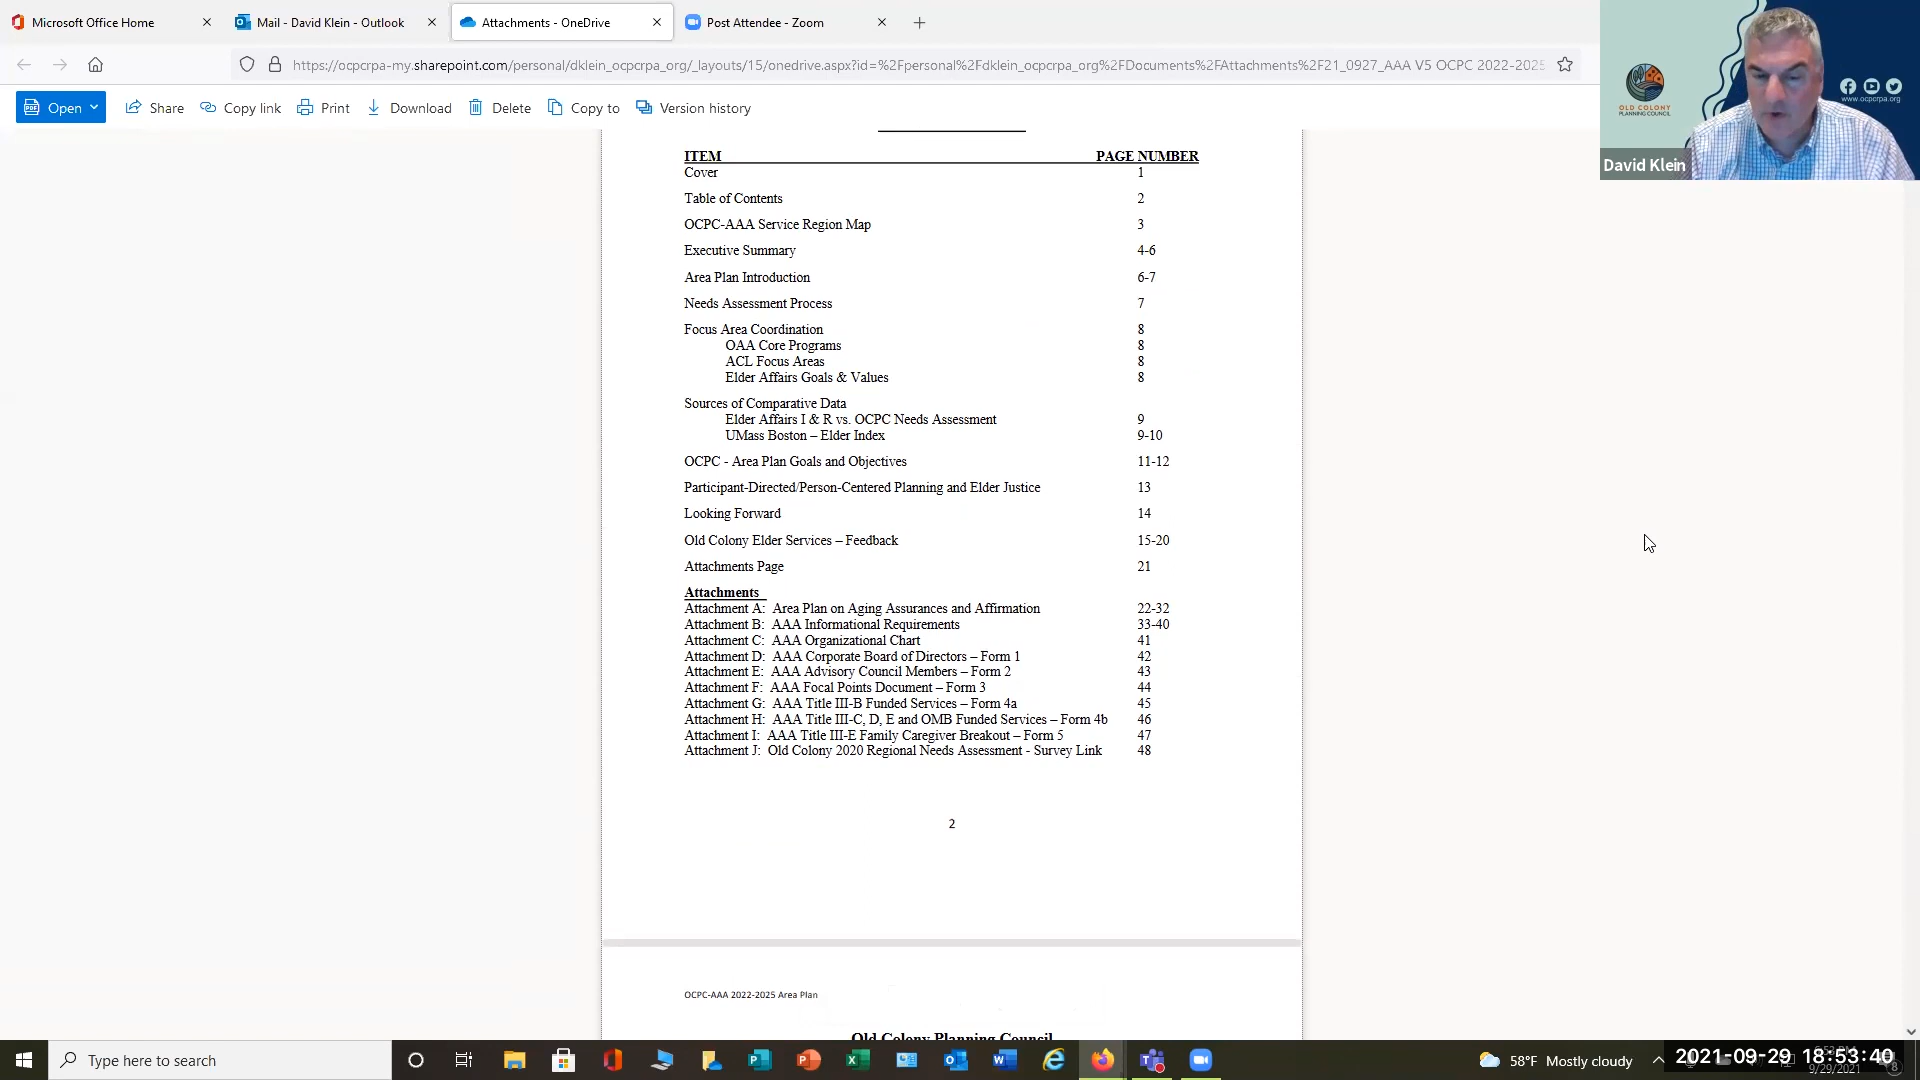 Microsoft Office Home
Mail - David Klein - Outlook
Attachments - OneDrive
Post Attendee - Zoom
https://ocpcrpa-my.sharepoint.com/personal/dklein_ocpcrpa_org/_layouts/15/onedrive.aspx?id=%2Fpersonal%2Fdklein_ocpcrpa_org%2FDocuments%2FAttachments%2F21_0927_AAA V5 OCPC 2022-2025
Open
Share
Copy link
Print
Download
Delete
Copy to
Version history
OLD COLONY
PLANNING COUNCIL
www.ocpcrpa.org
David Klein
ITEM PAGE NUMBER
Cover 1
Table of Contents 2
OCPC-AAA Service Region Map 3
Executive Summary 4-6
Area Plan Introduction 6-7
Needs Assessment Process 7
Focus Area Coordination 8
OAA Core Programs 8
ACL Focus Areas 8
Elder Affairs Goals & Values 8
Sources of Comparative Data
Elder Affairs I & R vs. OCPC Needs Assessment 9
UMass Boston – Elder Index 9-10
OCPC - Area Plan Goals and Objectives 11-12
Participant-Directed/Person-Centered Planning and Elder Justice 13
Looking Forward 14
Old Colony Elder Services – Feedback 15-20
Attachments Page 21
Attachments
Attachment A: Area Plan on Aging Assurances and Affirmation 22-32
Attachment B: AAA Informational Requirements 33-40
Attachment C: AAA Organizational Chart 41
Attachment D: AAA Corporate Board of Directors – Form 1 42
Attachment E: AAA Advisory Council Members – Form 2 43
Attachment F: AAA Focal Points Document – Form 3 44
Attachment G: AAA Title III-B Funded Services – Form 4a 45
Attachment H: AAA Title III-C, D, E and OMB Funded Services – Form 4b 46
Attachment I: AAA Title III-E Family Caregiver Breakout – Form 5 47
Attachment J: Old Colony 2020 Regional Needs Assessment - Survey Link 48
2
OCPC-AAA 2022-2025 Area Plan
Old Colony Planning Council
Type here to search
58°F Mostly cloudy
2021-09-29 18:53:40
9/29/2021